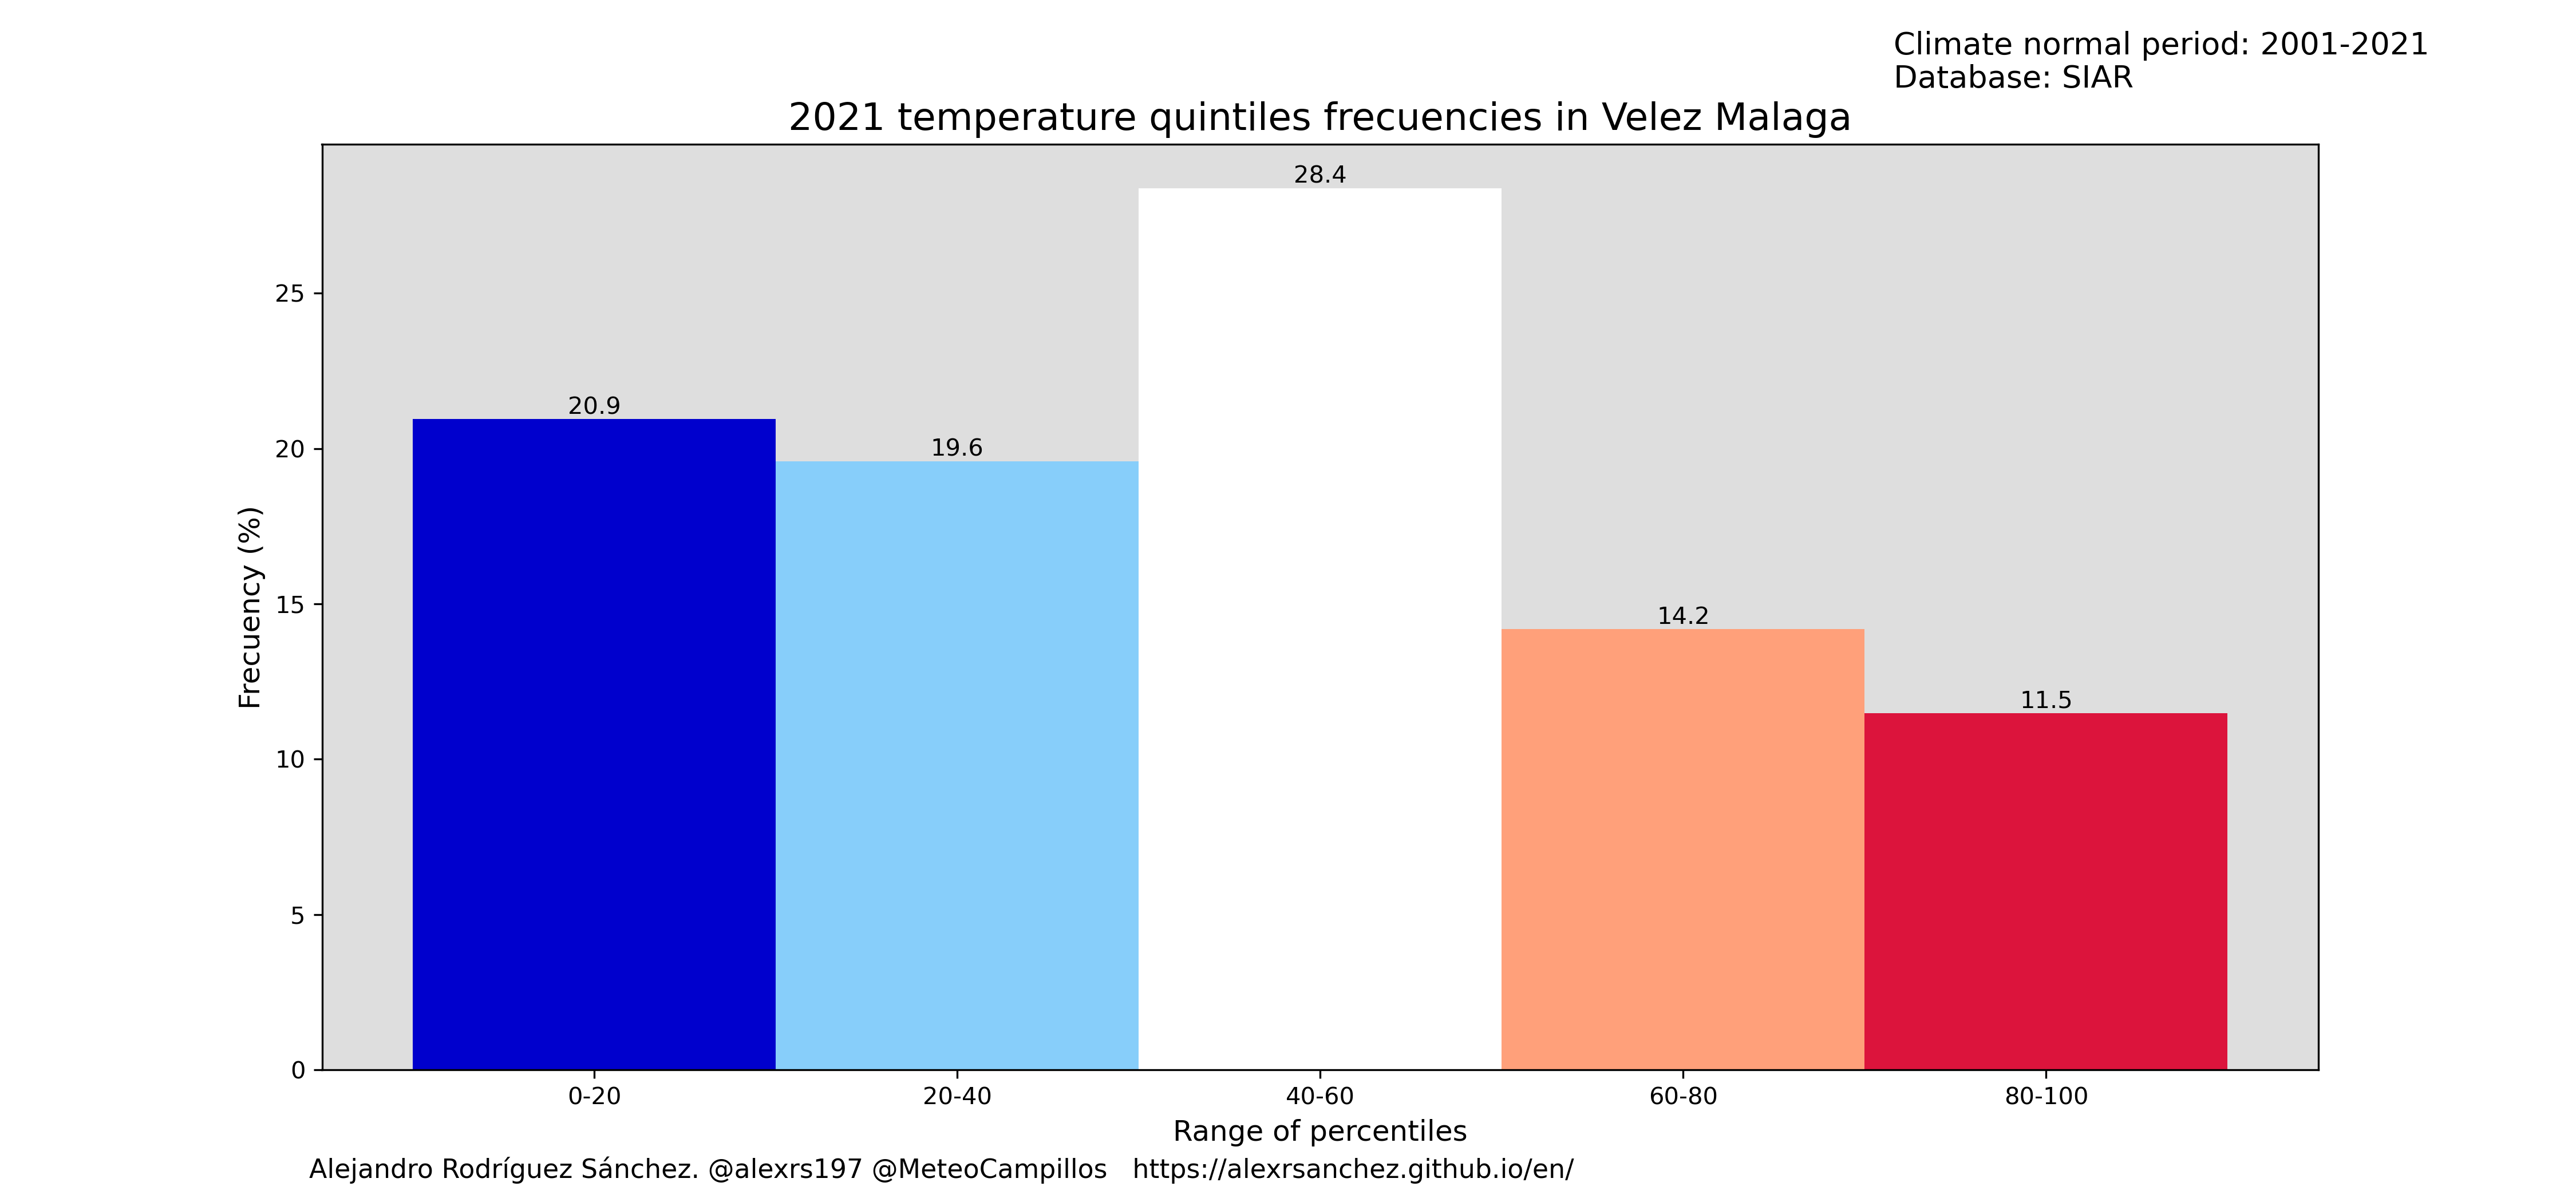 Climate normal period: 2001-2021
Database: SIAR
2021 temperature quintiles frecuencies in Velez Malaga
28.4
25
20.9
20
19.6
Frecuency (%)
15
14.2
11.5
10
5
0
0-20 20-40 40-60 60-80 80-100
Range of percentiles
Alejandro Rodríguez Sánchez. @alexrs197 @MeteoCampillos https://alexrsanchez.github.io/en/